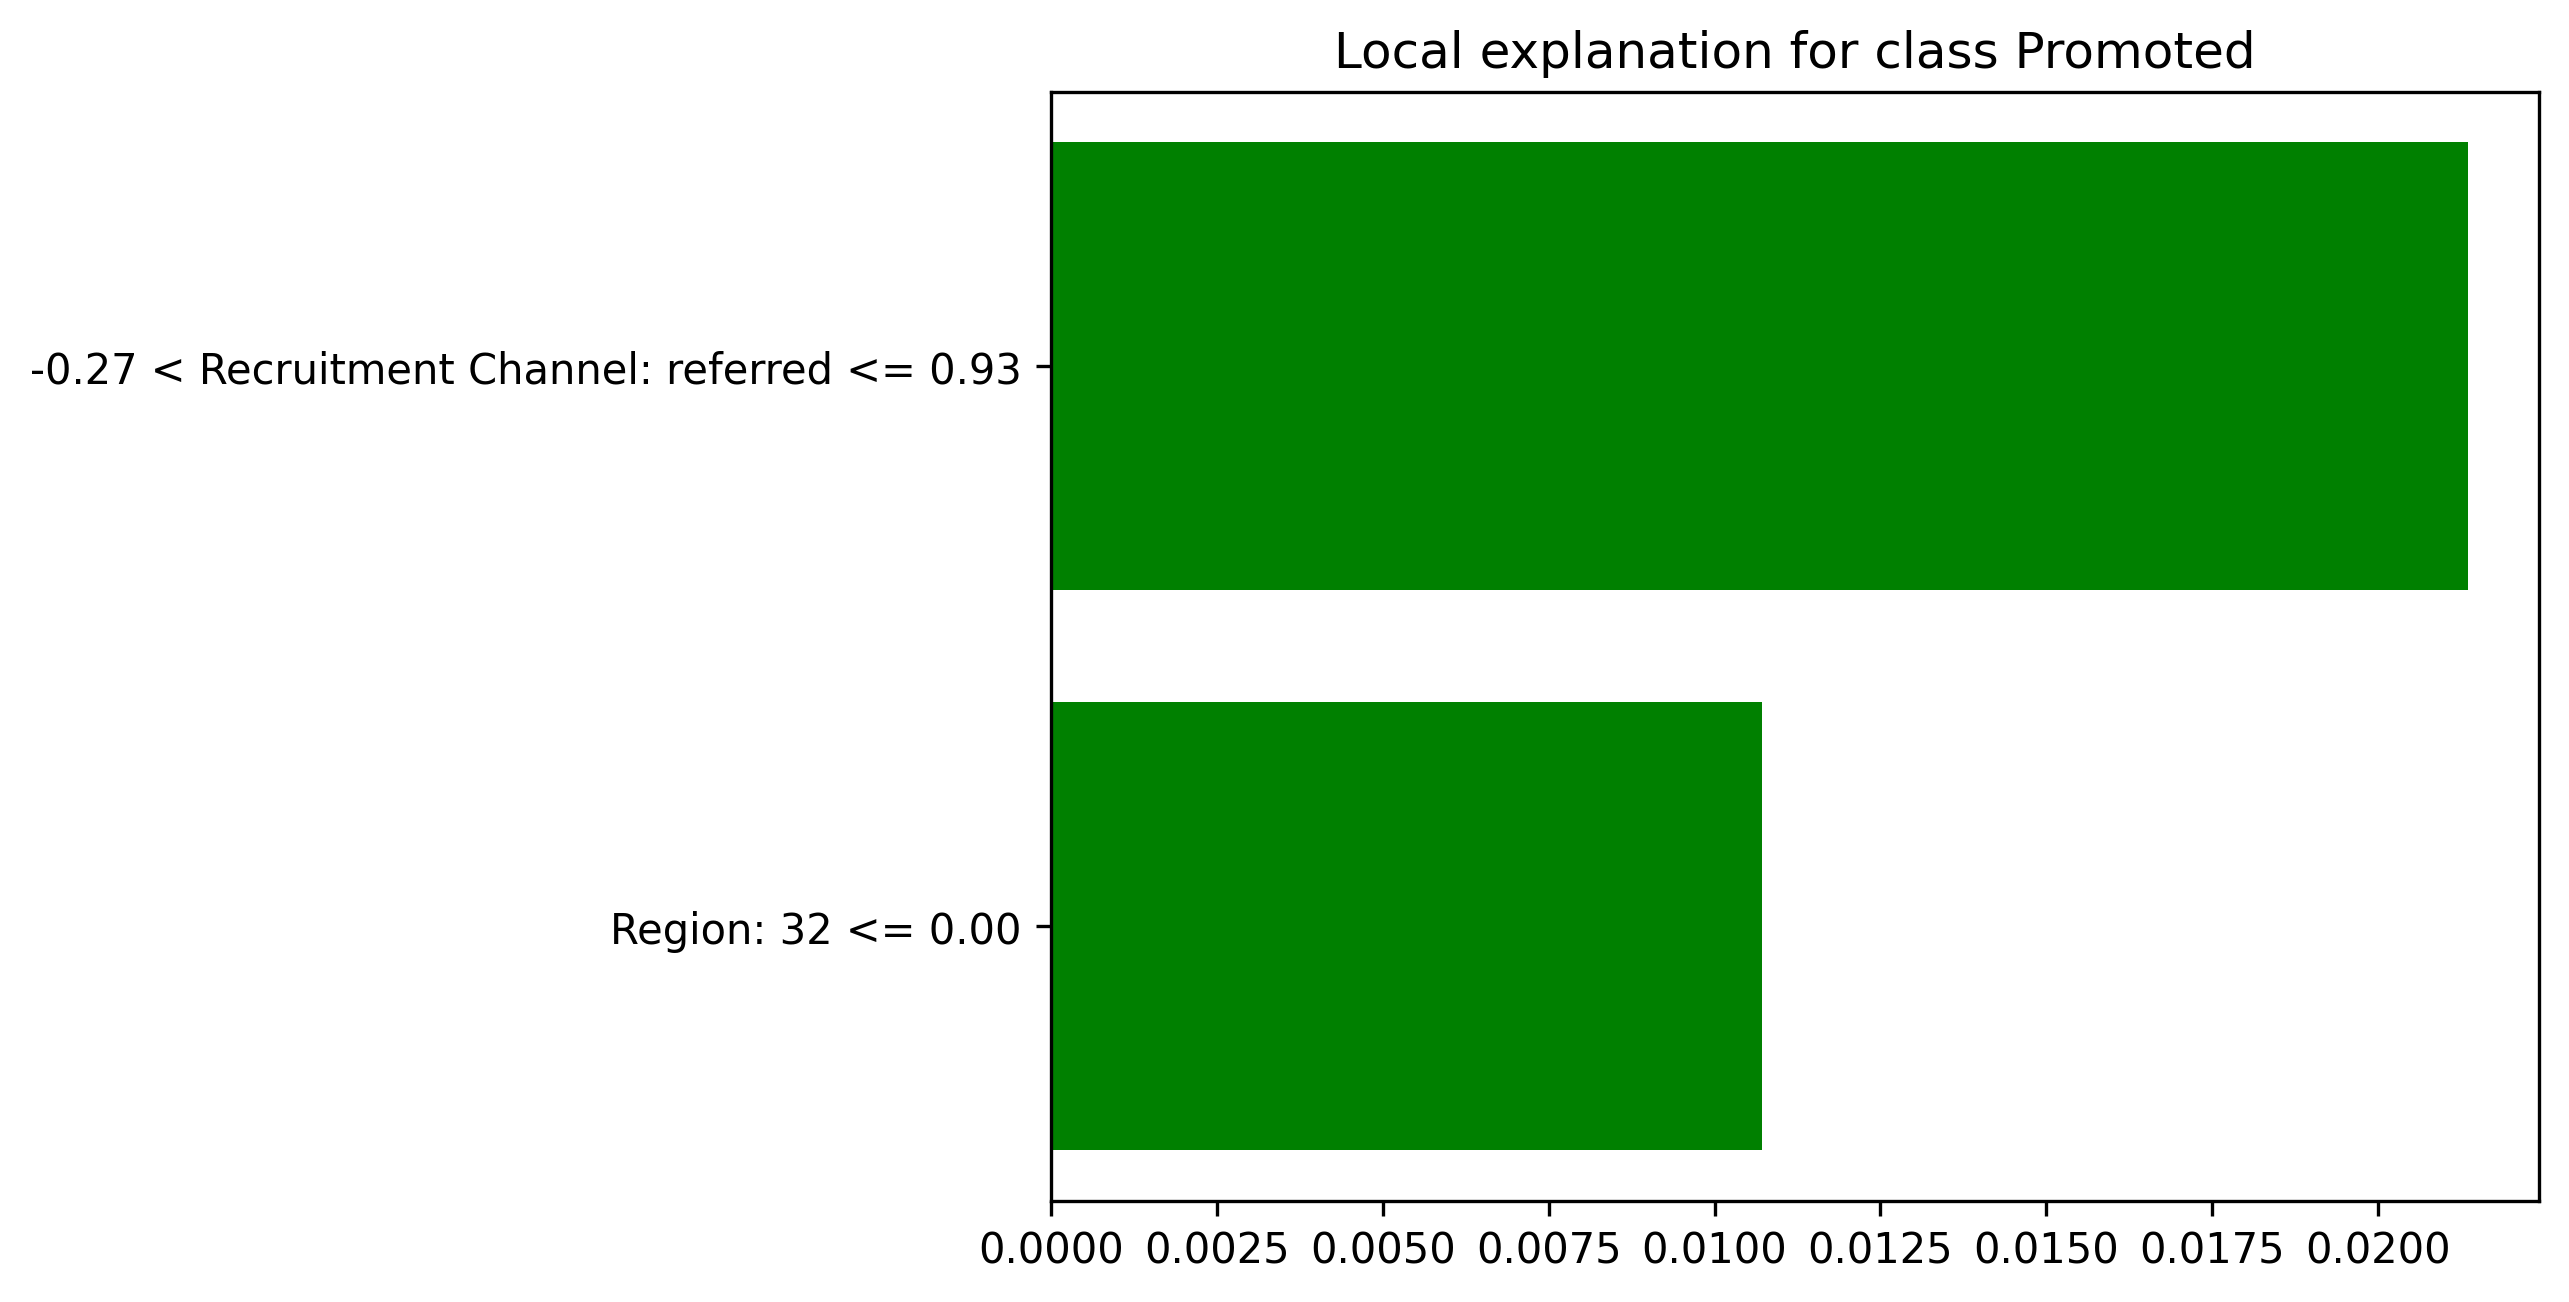 Local explanation for class Promoted
-0.27 < Recruitment Channel: referred <= 0.93
Region: 32 <= 0.00
0.0000 0.0025 0.0050 0.0075 0.0100 0.0125 0.0150 0.0175 0.0200